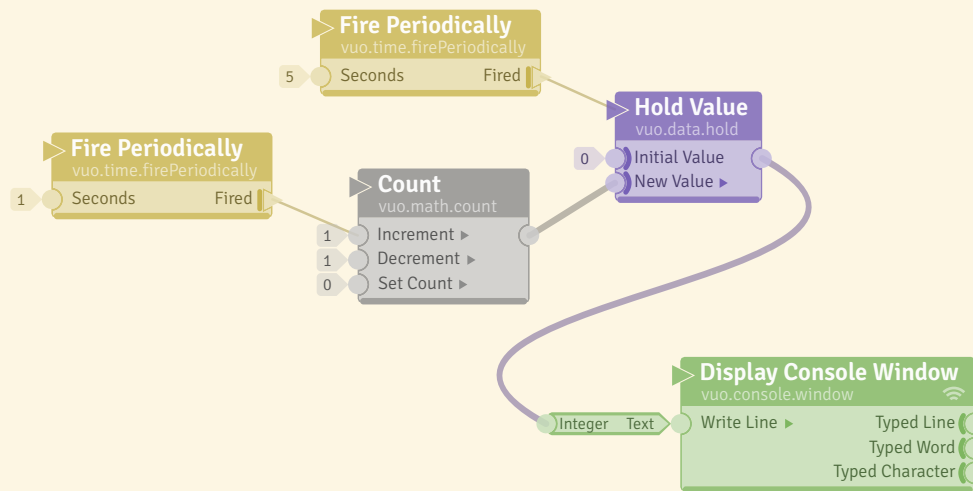 Fire Periodically
vuo.time.firePeriodically
5 Seconds Fired
Hold Value
vuo.data.hold
0 Initial Value
New Value
Fire Periodically
vuo.time.firePeriodically
1 Seconds Fired
Count
vuo.math.count
1 Increment
1 Decrement
0 Set Count
Display Console Window
vuo.console.window
Integer Text
Write Line Typed Line
Typed Word
Typed Character